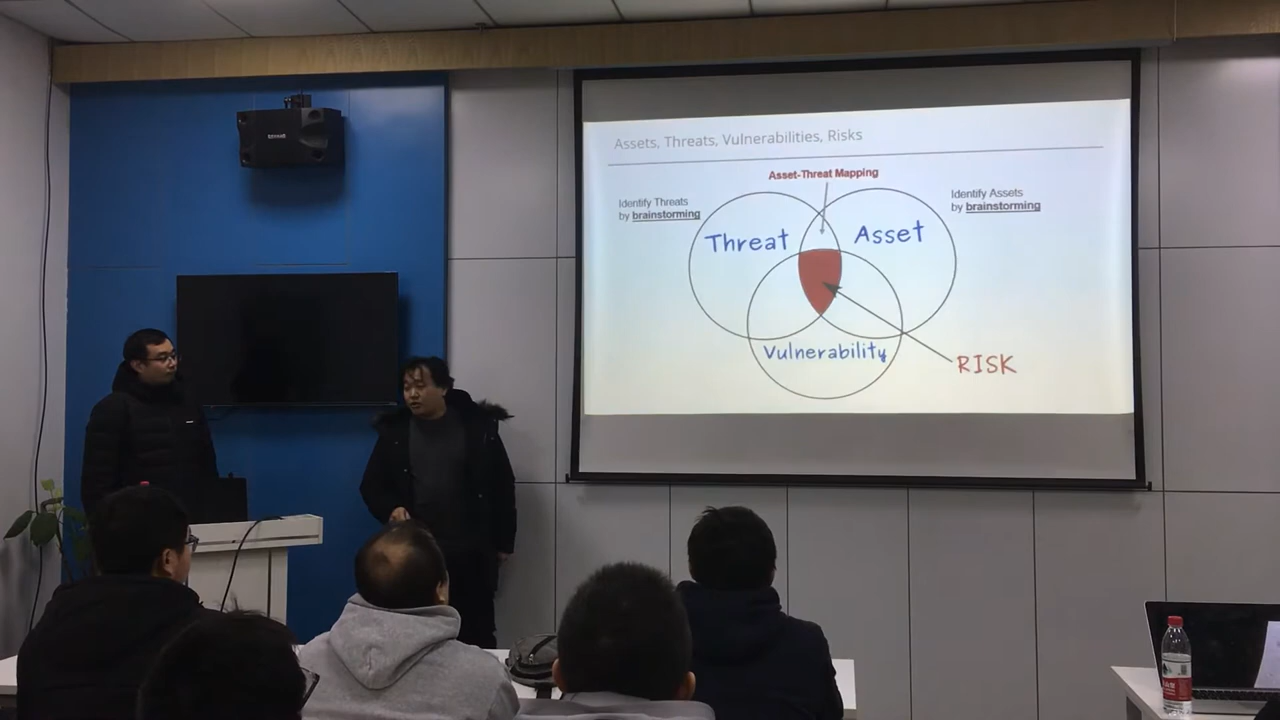 Assets, Threats, Vulnerabilities, Risks
Asset-Threat Mapping
Identify Threats
by brainstorming
Identify Assets
by brainstorming
Threat
Asset
Vulnerability
RISK